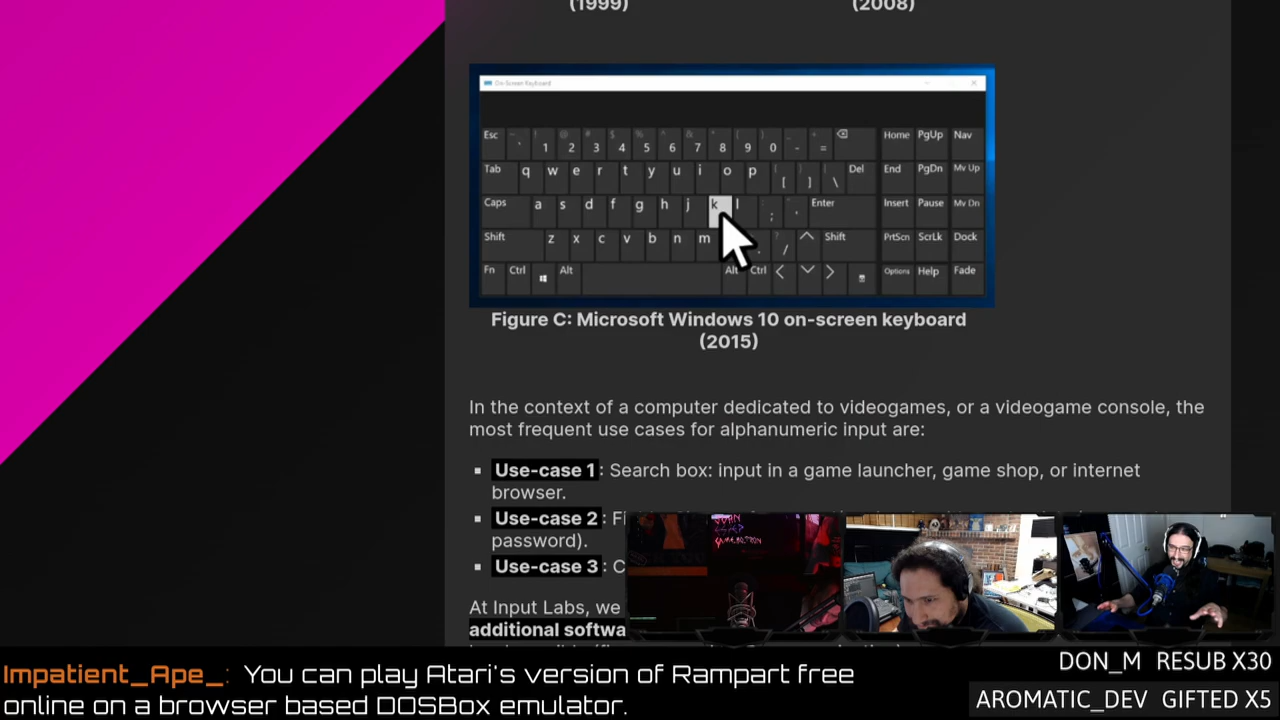 (1999) (2008)
On-Screen Keyboard
Esc ~ ` ! 1 @ 2 # 3 $ 4 % 5 ^ 6 & 7 * 8 ( 9 ) 0 _ - + = Home PgUp Nav
Tab q w e r t y u i o p { [ } ] | \ Del End PgDn Mv Up
Caps a s d f g h j k l : ; " ' Enter Insert Pause Mv Dn
Shift z x c v b n m . ? / Shift PrtScn ScrLk Dock
Fn Ctrl Alt Alt Ctrl Options Help Fade
Figure C: Microsoft Windows 10 on-screen keyboard
(2015)
In the context of a computer dedicated to videogames, or a videogame console, the
most frequent use cases for alphanumeric input are:
▪ Use-case 1: Search box: input in a game launcher, game shop, or internet
browser.
▪ Use-case 2: Fi
password).
▪ Use-case 3: C
At Input Labs, we
additional softwa
Impatient_Ape_: You can play Atari's version of Rampart free
online on a browser based DOSBox emulator.
DON_M RESUB X30
AROMATIC_DEV GIFTED X5